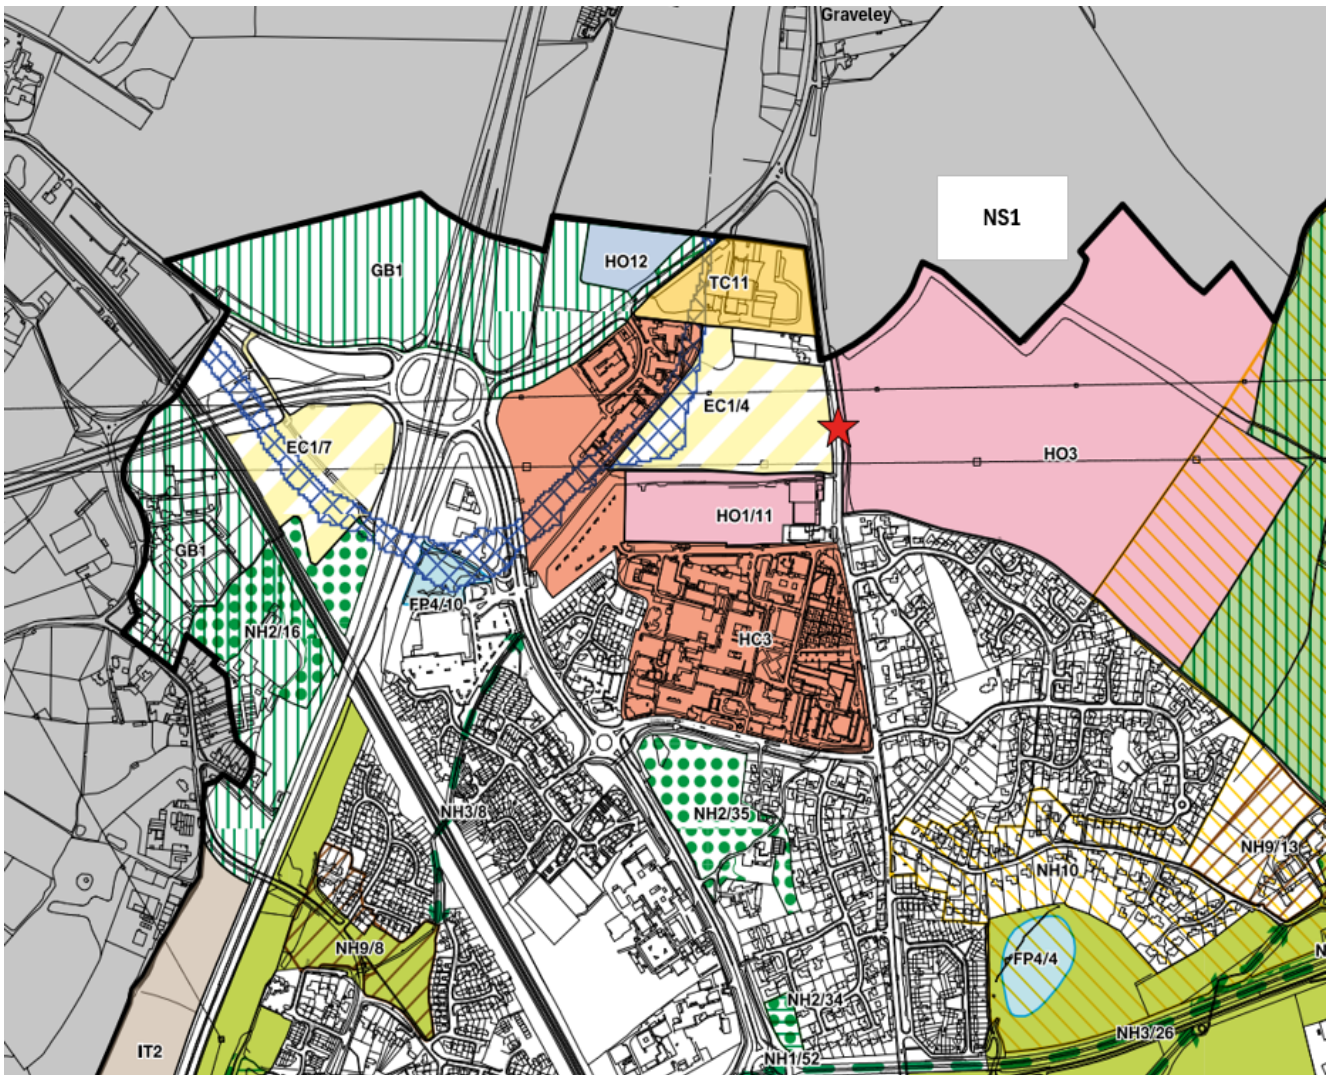 Graveley
NS1
GB1
HO12
TC11
EC1/4
EC1/7
HO3
HO1/11
GB1
FP4/10
NH2/16
HC3
NH3/8
NH2/35
NH9/13
NH10
NH9/8
FP4/4
NH2/34
NH3/26
IT2
NH1/52
N